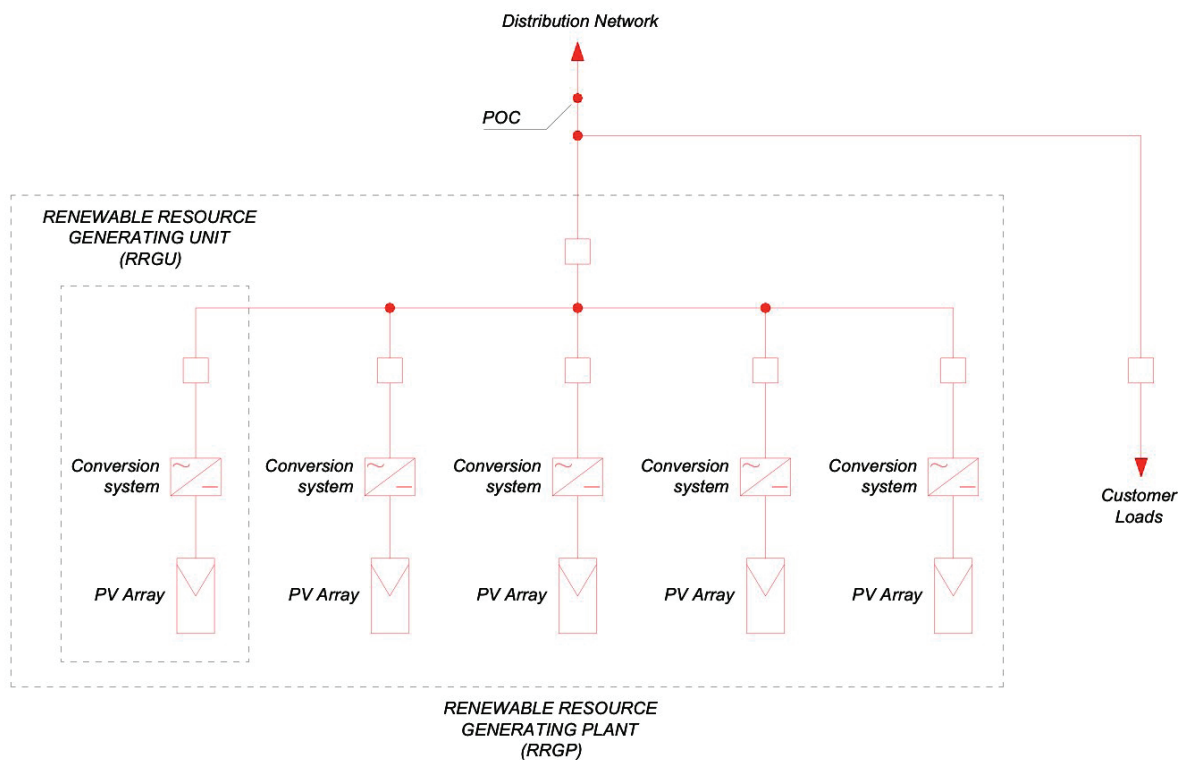 Distribution Network
POC
RENEWABLE RESOURCE
GENERATING UNIT
(RRGU)
Conversion
system
Conversion
system
Conversion
system
Conversion
system
Conversion
system
Customer
Loads
PV Array
PV Array
PV Array
PV Array
PV Array
RENEWABLE RESOURCE
GENERATING PLANT
(RRGP)